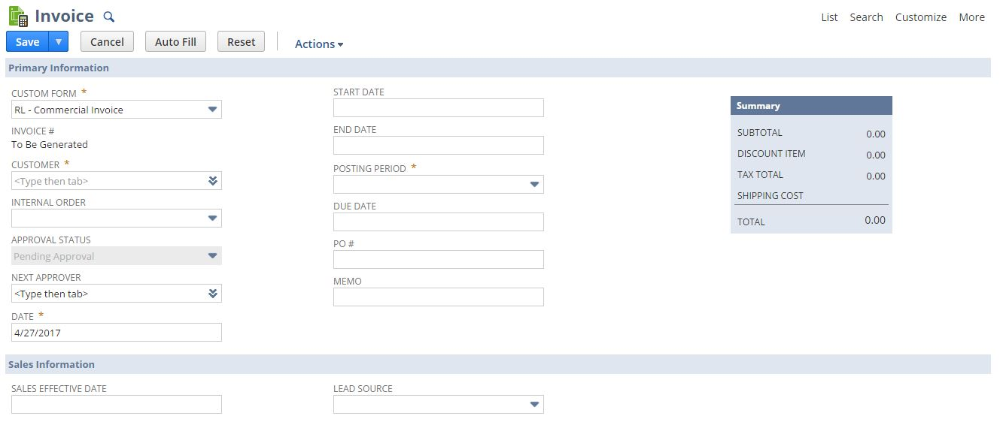 Invoice
List Search Customize More
Save Cancel Auto Fill Reset Actions
Primary Information
CUSTOM FORM *
RL - Commercial Invoice
INVOICE #
To Be Generated
CUSTOMER *
<Type then tab>
INTERNAL ORDER
APPROVAL STATUS
Pending Approval
NEXT APPROVER
<Type then tab>
DATE *
4/27/2017
START DATE
END DATE
POSTING PERIOD *
DUE DATE
PO #
MEMO
Summary
SUBTOTAL 0.00
DISCOUNT ITEM 0.00
TAX TOTAL 0.00
SHIPPING COST
TOTAL 0.00
Sales Information
SALES EFFECTIVE DATE
LEAD SOURCE